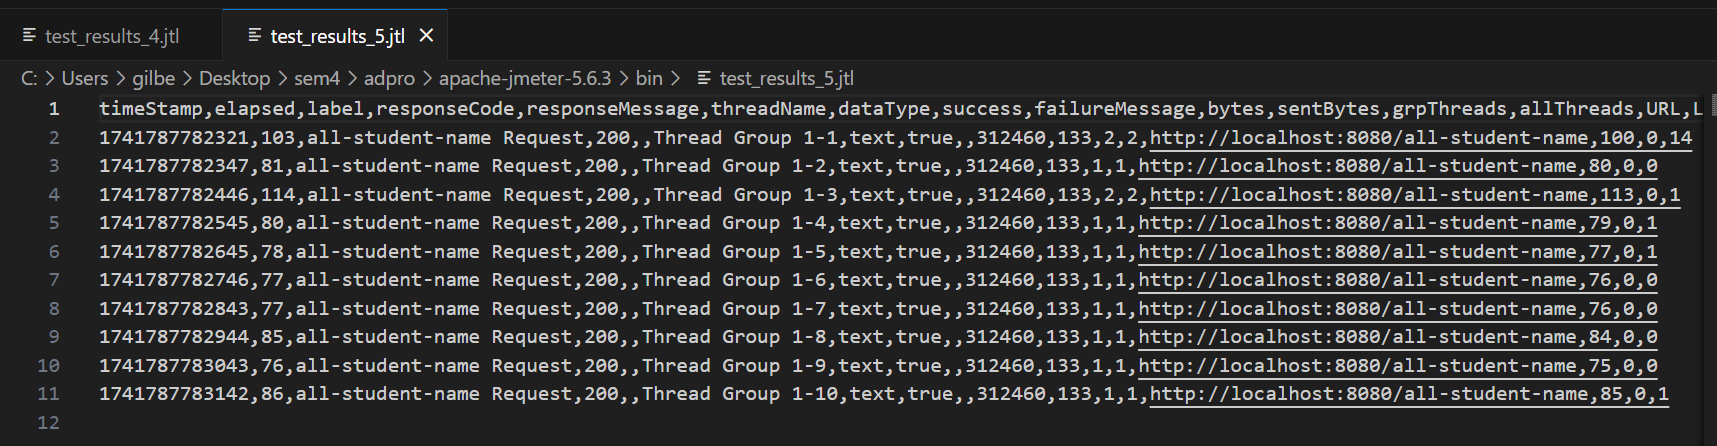 test_results_4.jtl test_results_5.jtl
C: > Users > gilbe > Desktop > sem4 > adpro > apache-jmeter-5.6.3 > bin > test_results_5.jtl
1 timeStamp,elapsed,label,responseCode,responseMessage,threadName,dataType,success,failureMessage,bytes,sentBytes,grpThreads,allThreads,URL,L
2 1741787782321,103,all-student-name Request,200,,Thread Group 1-1,text,true,,312460,133,2,2,http://localhost:8080/all-student-name,100,0,14
3 1741787782347,81,all-student-name Request,200,,Thread Group 1-2,text,true,,312460,133,1,1,http://localhost:8080/all-student-name,80,0,0
4 1741787782446,114,all-student-name Request,200,,Thread Group 1-3,text,true,,312460,133,2,2,http://localhost:8080/all-student-name,113,0,1
5 1741787782545,80,all-student-name Request,200,,Thread Group 1-4,text,true,,312460,133,1,1,http://localhost:8080/all-student-name,79,0,1
6 1741787782645,78,all-student-name Request,200,,Thread Group 1-5,text,true,,312460,133,1,1,http://localhost:8080/all-student-name,77,0,1
7 1741787782746,77,all-student-name Request,200,,Thread Group 1-6,text,true,,312460,133,1,1,http://localhost:8080/all-student-name,76,0,0
8 1741787782843,77,all-student-name Request,200,,Thread Group 1-7,text,true,,312460,133,1,1,http://localhost:8080/all-student-name,76,0,0
9 1741787782944,85,all-student-name Request,200,,Thread Group 1-8,text,true,,312460,133,1,1,http://localhost:8080/all-student-name,84,0,0
10 1741787783043,76,all-student-name Request,200,,Thread Group 1-9,text,true,,312460,133,1,1,http://localhost:8080/all-student-name,75,0,0
11 1741787783142,86,all-student-name Request,200,,Thread Group 1-10,text,true,,312460,133,1,1,http://localhost:8080/all-student-name,85,0,1
12